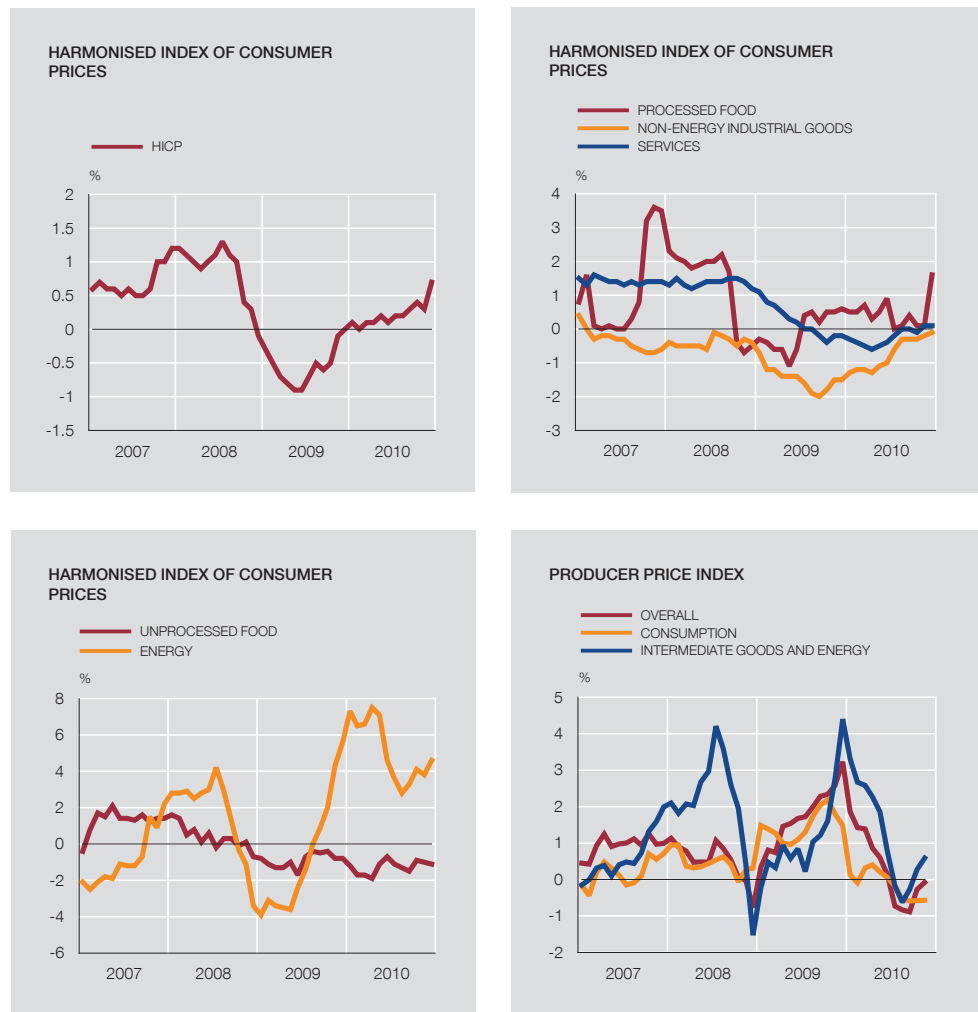 HARMONISED INDEX OF CONSUMER
PRICES
HICP
%
2
1.5
1
0.5
0
-0.5
-1
-1.5
2007 2008 2009 2010
HARMONISED INDEX OF CONSUMER
PRICES
PROCESSED FOOD
NON-ENERGY INDUSTRIAL GOODS
SERVICES
%
4
3
2
1
0
-1
-2
-3
2007 2008 2009 2010
HARMONISED INDEX OF CONSUMER
PRICES
UNPROCESSED FOOD
ENERGY
%
8
6
4
2
0
-2
-4
-6
2007 2008 2009 2010
PRODUCER PRICE INDEX
OVERALL
CONSUMPTION
INTERMEDIATE GOODS AND ENERGY
%
5
4
3
2
1
0
-1
-2
2007 2008 2009 2010